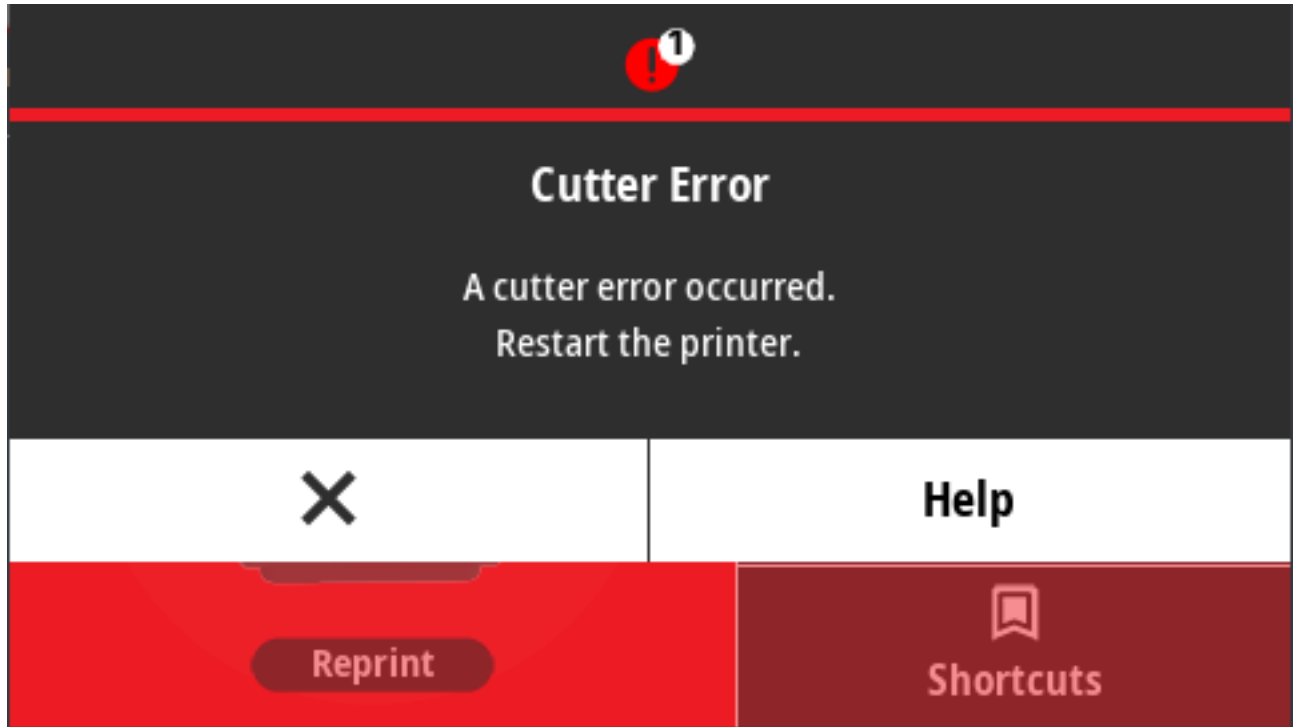 1
Cutter Error
A cutter error occurred.
Restart the printer.
Help
Reprint
Shortcuts